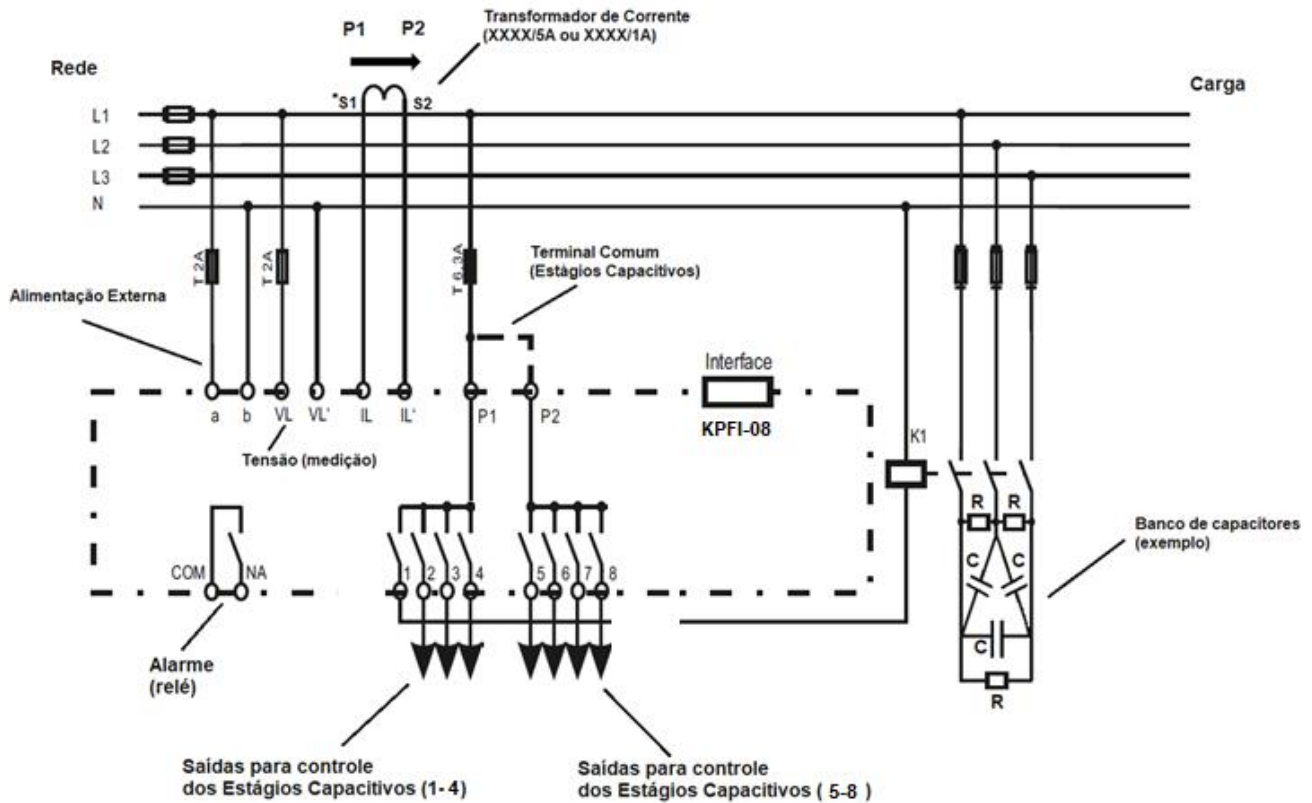 Transformador de Corrente
(XXXX/5A ou XXXX/1A)
P1 P2
Rede
Carga
*S1 S2
L1
L2
L3
N
T 2A
T 2A
T 6.3A
Terminal Comum
(Estágios Capacitivos)
Alimentação Externa
Interface
KPFI-08
a b VL VL' IL IL' P1 P2
Tensão (medição)
K1
R R
Banco de capacitores
(exemplo)
C C
COM NA
1 2 3 4 5 6 7 8
C
R
Alarme
(relé)
Saídas para controle
dos Estágios Capacitivos (1-4)
Saídas para controle
dos Estágios Capacitivos ( 5-8 )